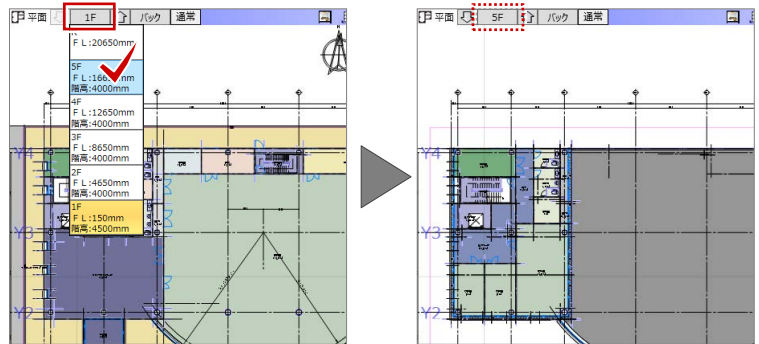 平面 1F バック 通常
R
F L:20650mm
5F
F L:16650mm
階高:4000mm
4F
F L:12650mm
階高:4000mm
3F
F L:8650mm
階高:4000mm
2F
F L:4650mm
階高:4000mm
1F
F L:150mm
階高:4500mm
Y4
Y3
Y2
平面 5F バック 通常
Y4
Y3
Y2